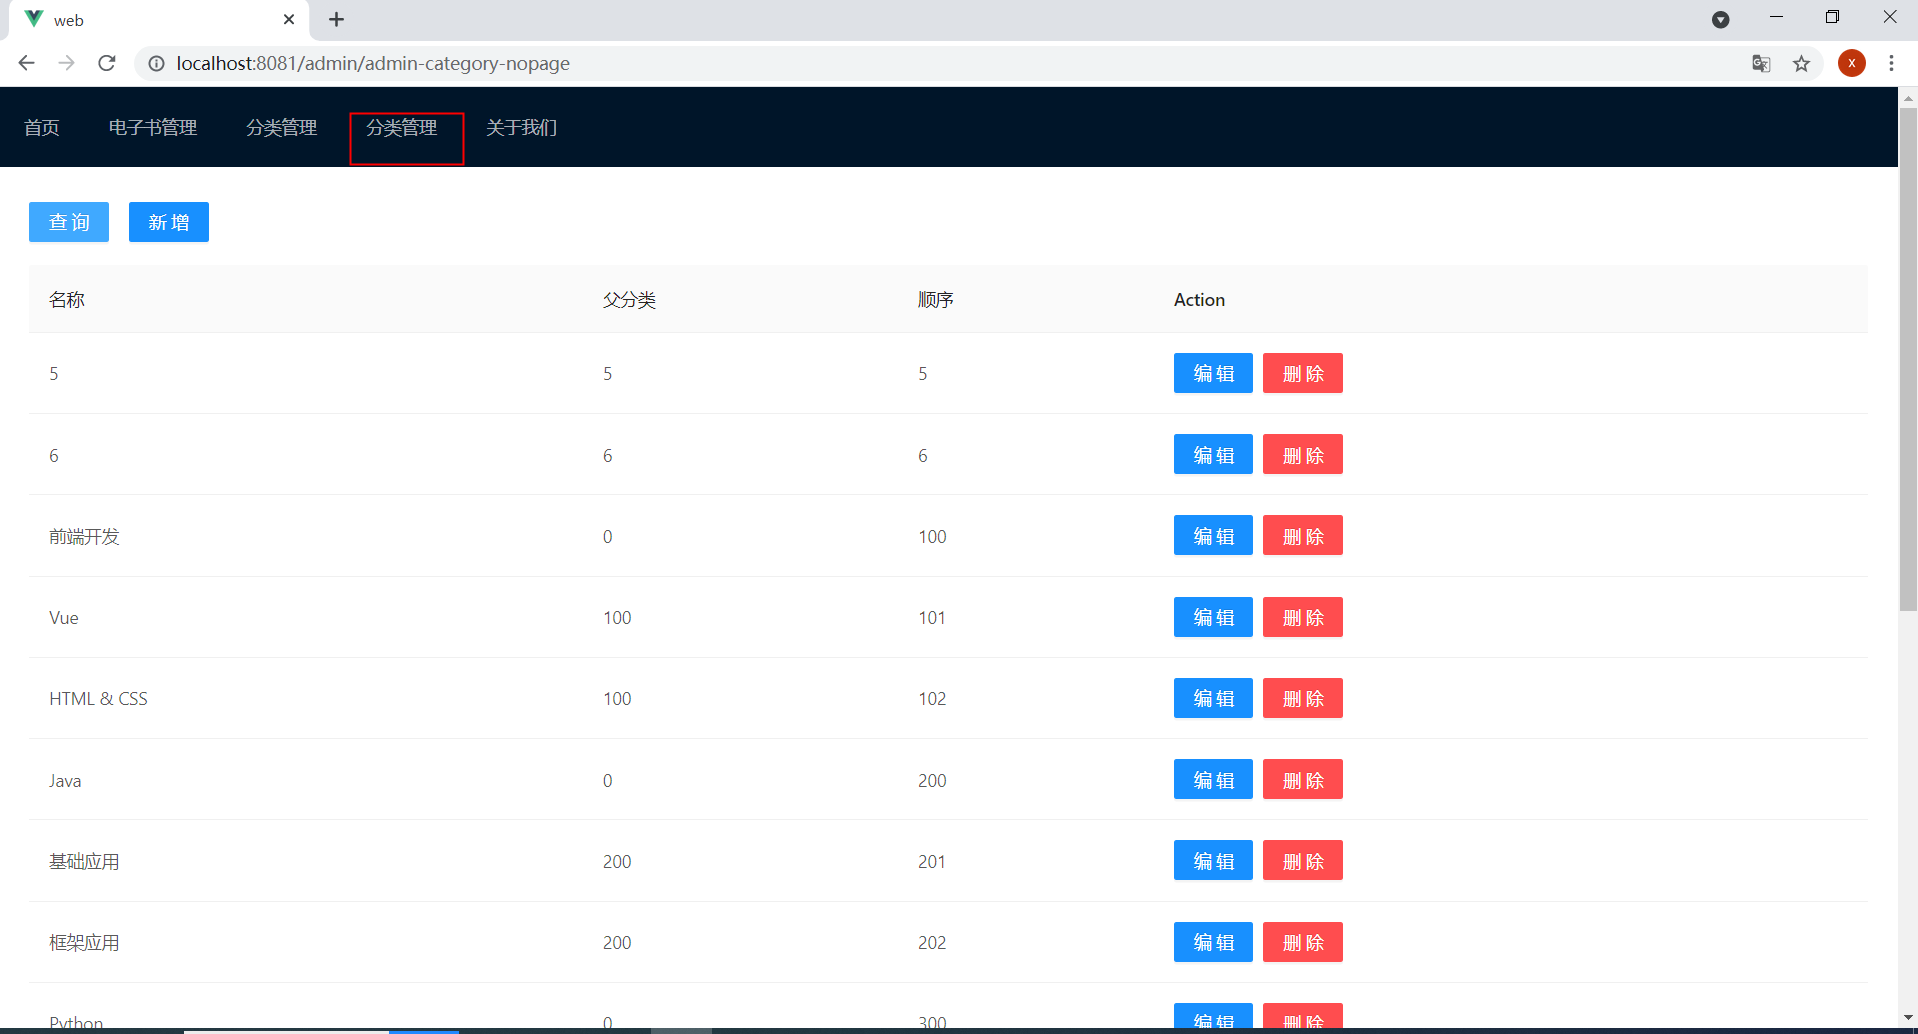 web
localhost:8081/admin/admin-category-nopage
X
首页 电子书管理 分类管理 分类管理 关于我们
查 询 新 增
名称 父分类 顺序 Action
5 5 5 编 辑 删 除
6 6 6 编 辑 删 除
前端开发 0 100 编 辑 删 除
Vue 100 101 编 辑 删 除
HTML & CSS 100 102 编 辑 删 除
Java 0 200 编 辑 删 除
基础应用 200 201 编 辑 删 除
框架应用 200 202 编 辑 删 除
Python 0 300 编 辑 删 除